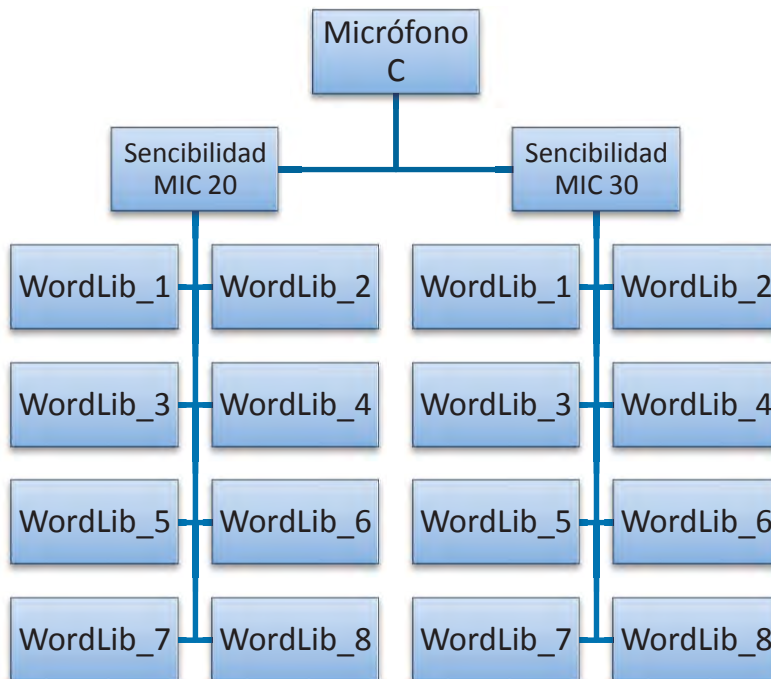 Micrófono
C
Sencibilidad
MIC 20
Sencibilidad
MIC 30
WordLib_1
WordLib_2
WordLib_1
WordLib_2
WordLib_3
WordLib_4
WordLib_3
WordLib_4
WordLib_5
WordLib_6
WordLib_5
WordLib_6
WordLib_7
WordLib_8
WordLib_7
WordLib_8